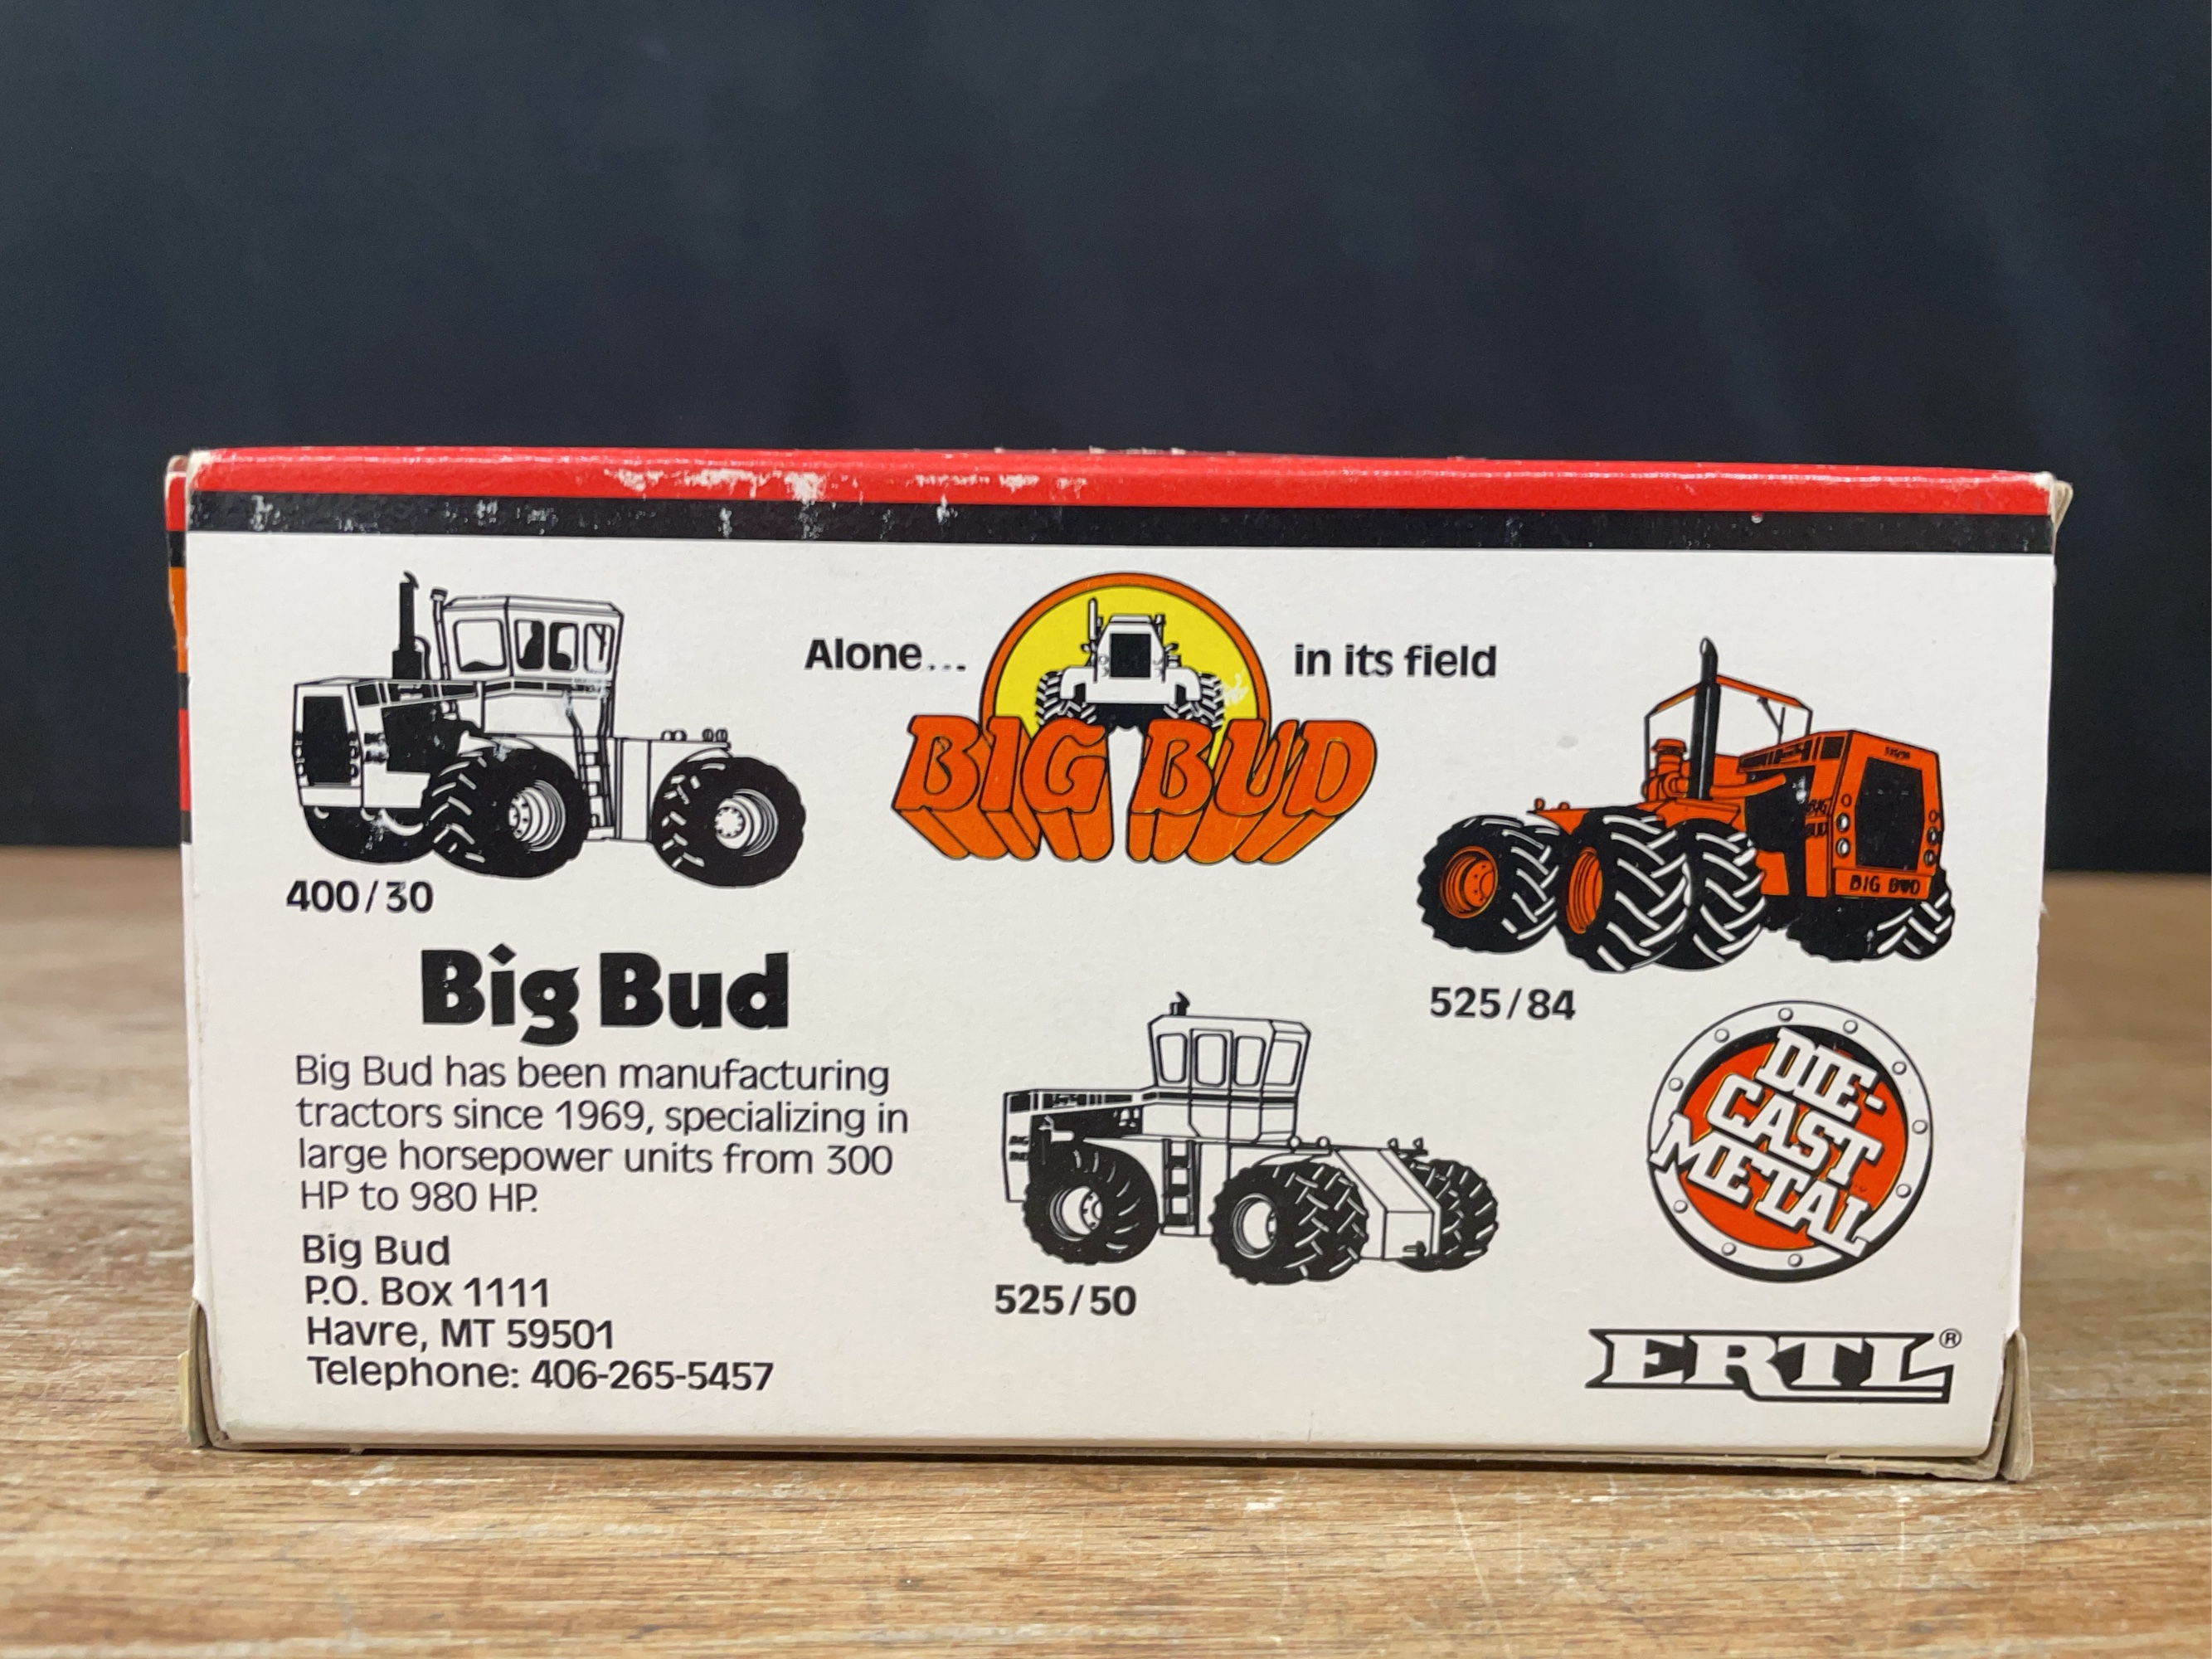 Alone... in its field
BIG BUD
400/30
BIG BUD
525/84
Big Bud
Big Bud has been manufacturing
tractors since 1969, specializing in
large horsepower units from 300
HP to 980 HP.
Big Bud
P.O. Box 1111
Havre, MT 59501
Telephone: 406-265-5457
BIG
BUD
525/50
DIE-
CAST
METAL
ERTL®